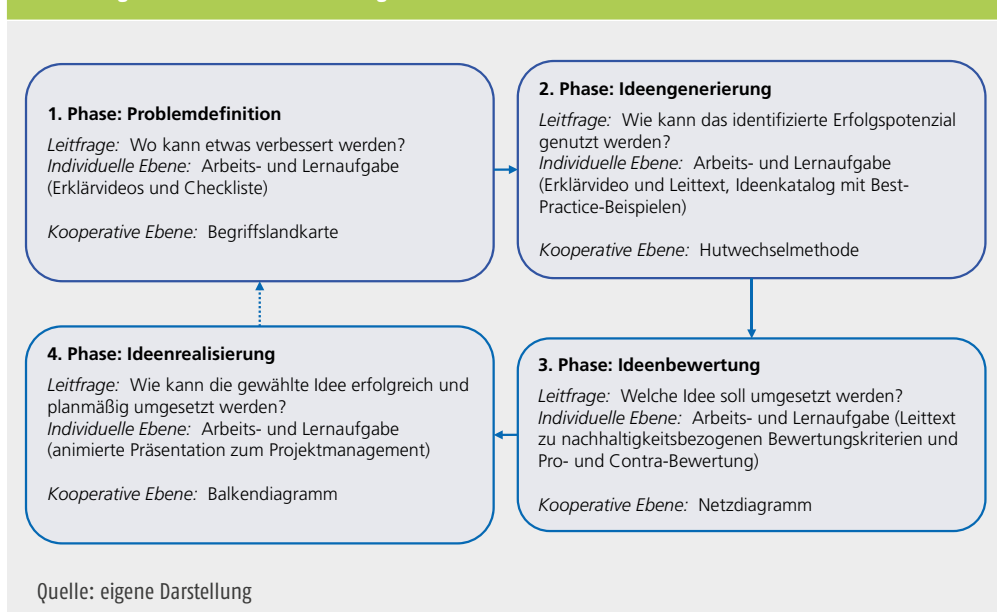 1. Phase: Problemdefinition
Leitfrage: Wo kann etwas verbessert werden?
Individuelle Ebene: Arbeits- und Lernaufgabe
(Erklärvideos und Checkliste)
Kooperative Ebene: Begriffslandkarte
2. Phase: Ideengenerierung
Leitfrage: Wie kann das identifizierte Erfolgspotenzial
genutzt werden?
Individuelle Ebene: Arbeits- und Lernaufgabe
(Erklärvideo und Leittext, Ideenkatalog mit Best-
Practice-Beispielen)
Kooperative Ebene: Hutwechselmethode
3. Phase: Ideenbewertung
Leitfrage: Welche Idee soll umgesetzt werden?
Individuelle Ebene: Arbeits- und Lernaufgabe (Leittext
zu nachhaltigkeitsbezogenen Bewertungskriterien und
Pro- und Contra-Bewertung)
Kooperative Ebene: Netzdiagramm
4. Phase: Ideenrealisierung
Leitfrage: Wie kann die gewählte Idee erfolgreich und
planmäßig umgesetzt werden?
Individuelle Ebene: Arbeits- und Lernaufgabe
(animierte Präsentation zum Projektmanagement)
Kooperative Ebene: Balkendiagramm
Quelle: eigene Darstellung